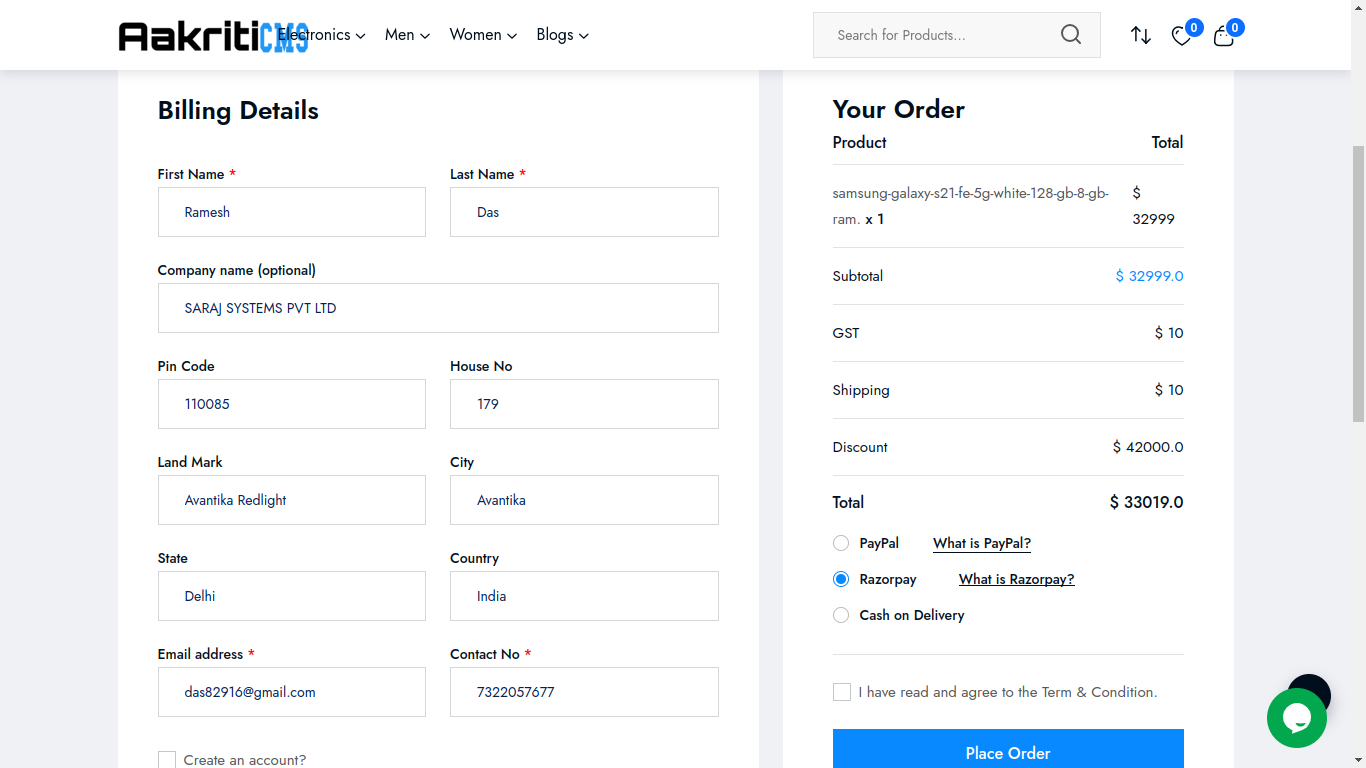 AakritiCMS
Electronics Men Women Blogs
Search for Products...
0
0
Billing Details
First Name *
Last Name *
Ramesh
Das
Company name (optional)
SARAJ SYSTEMS PVT LTD
Pin Code
House No
110085
179
Land Mark
City
Avantika Redlight
Avantika
State
Country
Delhi
India
Email address *
Contact No *
das82916@gmail.com
7322057677
Create an account?
Your Order
Product Total
samsung-galaxy-s21-fe-5g-white-128-gb-8-gb- $
ram. x 1 32999
Subtotal $ 32999.0
GST $ 10
Shipping $ 10
Discount $ 42000.0
Total $ 33019.0
PayPal What is PayPal?
Razorpay What is Razorpay?
Cash on Delivery
I have read and agree to the Term & Condition.
Place Order